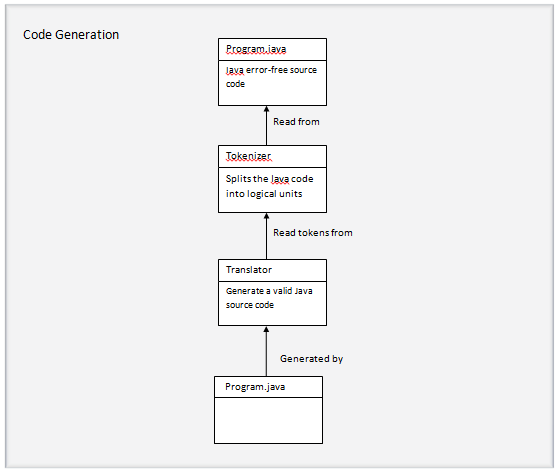 Code Generation
Program.java
Java error-free source
code
Read from
Tokenizer
Splits the Java code
into logical units
Read tokens from
Translator
Generate a valid Java
source code
Generated by
Program.java